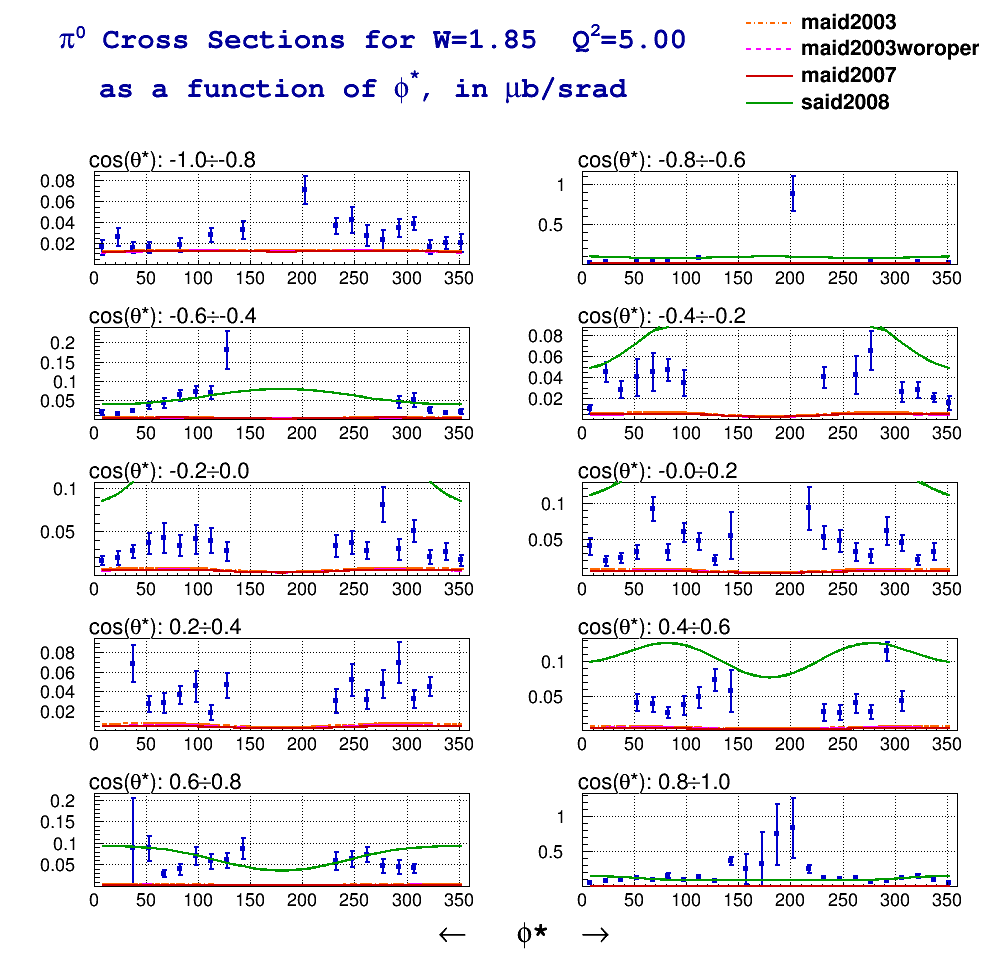 π⁰ Cross Sections for W=1.85 Q²=5.00
as a function of ϕ*, in μb/srad
maid2003
maid2003woroper
maid2007
said2008
cos(θ*): -1.0÷-0.8
0.08
0.06
0.04
0.02
0 50 100 150 200 250 300 350
cos(θ*): -0.8÷-0.6
1
0.5
0 50 100 150 200 250 300 350
cos(θ*): -0.6÷-0.4
0.2
0.15
0.1
0.05
0 50 100 150 200 250 300 350
cos(θ*): -0.4÷-0.2
0.08
0.06
0.04
0.02
0 50 100 150 200 250 300 350
cos(θ*): -0.2÷0.0
0.1
0.05
0 50 100 150 200 250 300 350
cos(θ*): -0.0÷0.2
0.1
0.05
0 50 100 150 200 250 300 350
cos(θ*): 0.2÷0.4
0.08
0.06
0.04
0.02
0 50 100 150 200 250 300 350
cos(θ*): 0.4÷0.6
0.1
0.05
0 50 100 150 200 250 300 350
cos(θ*): 0.6÷0.8
0.2
0.15
0.1
0.05
0 50 100 150 200 250 300 350
cos(θ*): 0.8÷1.0
1
0.5
0 50 100 150 200 250 300 350
← ϕ* →